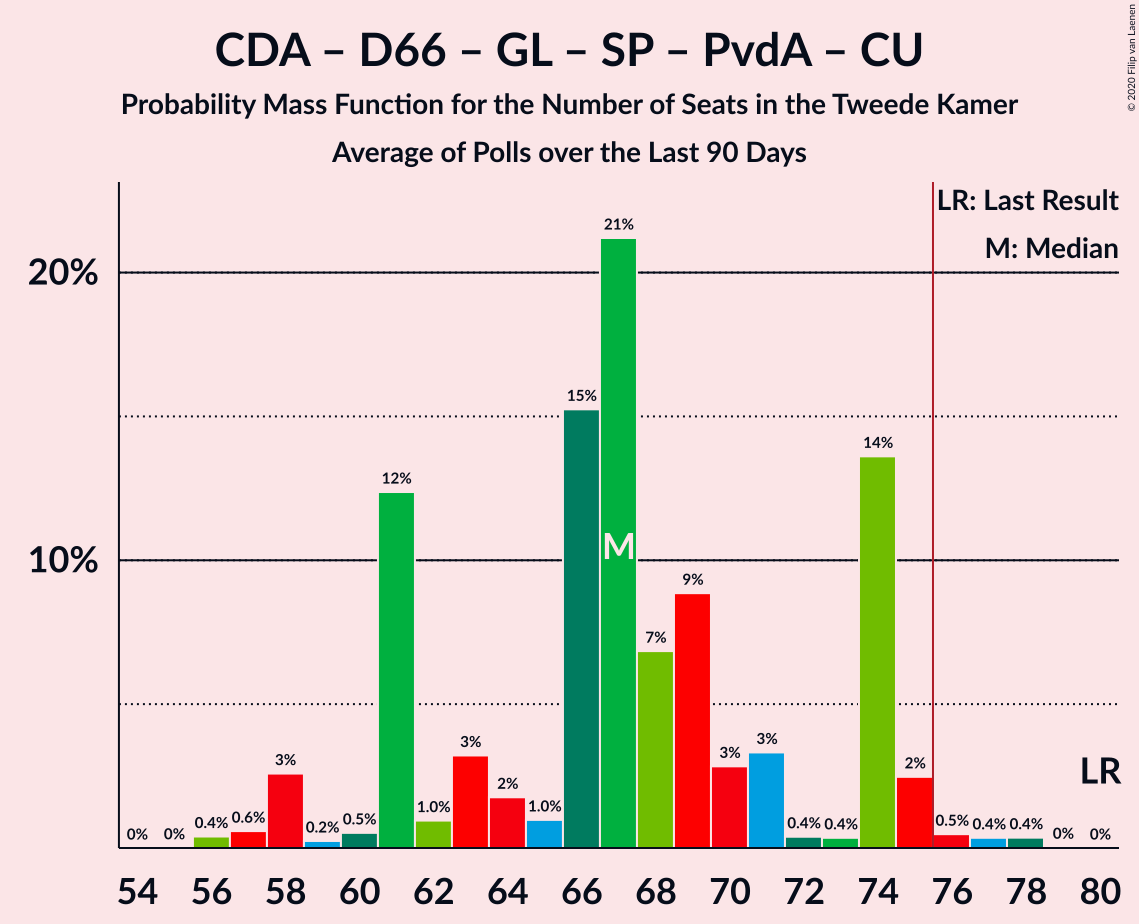 CDA – D66 – GL – SP – PvdA – CU
Probability Mass Function for the Number of Seats in the Tweede Kamer
Average of Polls over the Last 90 Days
© 2020 Filip van Laenen
LR: Last Result
M: Median
20%
10%
0% 0% 0.4% 0.6% 3% 0.2% 0.5% 12% 1.0% 3% 2% 1.0% 15% 21% 7% 9% 3% 3% 0.4% 0.4% 14% 2% 0.5% 0.4% 0.4% 0% 0%
M
LR
54 56 58 60 62 64 66 68 70 72 74 76 78 80